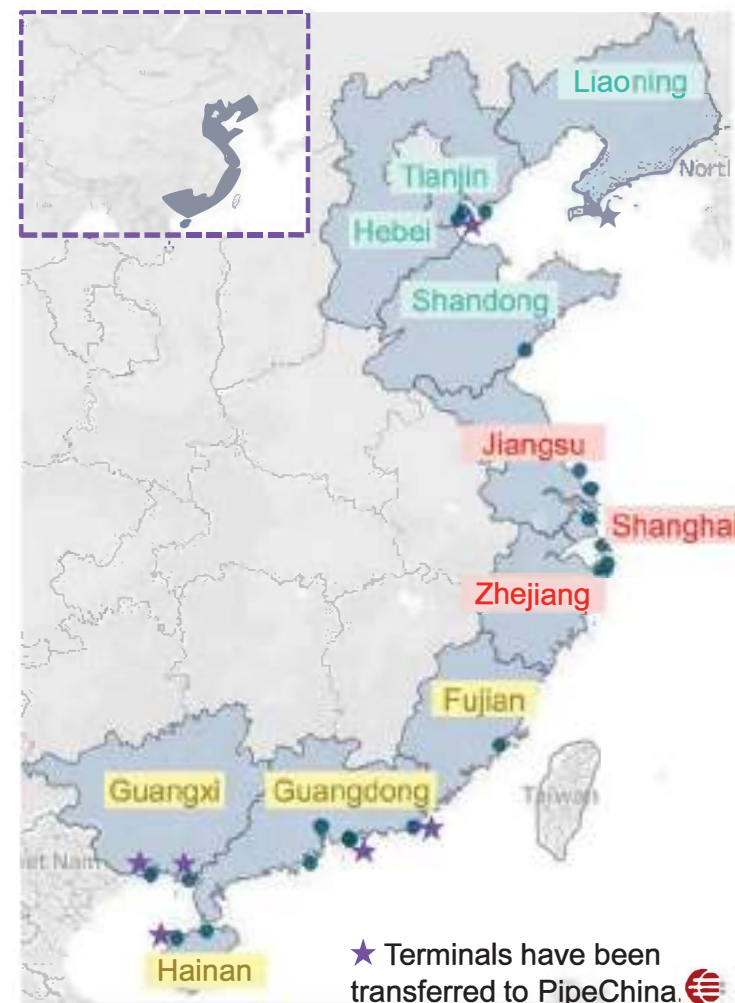 Liaoning
Tianjin
Hebei
Shandong
Jiangsu
Shanghai
Zhejiang
Fujian
Guangxi
Guangdong
Taiwan
Hainan
★ Terminals have been
transferred to PipeChina.